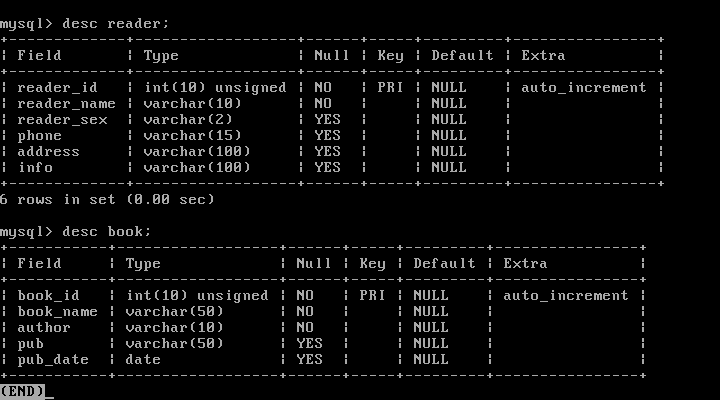 mysql> desc reader;
+-------------+------------------+------+-----+---------+----------------+
| Field       | Type             | Null | Key | Default | Extra          |
+-------------+------------------+------+-----+---------+----------------+
| reader_id   | int(10) unsigned | NO   | PRI | NULL    | auto_increment |
| reader_name | varchar(10)      | NO   |     | NULL    |                |
| reader_sex  | varchar(2)       | YES  |     | NULL    |                |
| phone       | varchar(15)      | YES  |     | NULL    |                |
| address     | varchar(100)     | YES  |     | NULL    |                |
| info        | varchar(100)     | YES  |     | NULL    |                |
+-------------+------------------+------+-----+---------+----------------+
6 rows in set (0.00 sec)
mysql> desc book;
+-----------+------------------+------+-----+---------+----------------+
| Field     | Type             | Null | Key | Default | Extra          |
+-----------+------------------+------+-----+---------+----------------+
| book_id   | int(10) unsigned | NO   | PRI | NULL    | auto_increment |
| book_name | varchar(50)      | NO   |     | NULL    |                |
| author    | varchar(10)      | NO   |     | NULL    |                |
| pub       | varchar(50)      | YES  |     | NULL    |                |
| pub_date  | date             | YES  |     | NULL    |                |
+-----------+------------------+------+-----+---------+----------------+
(END)